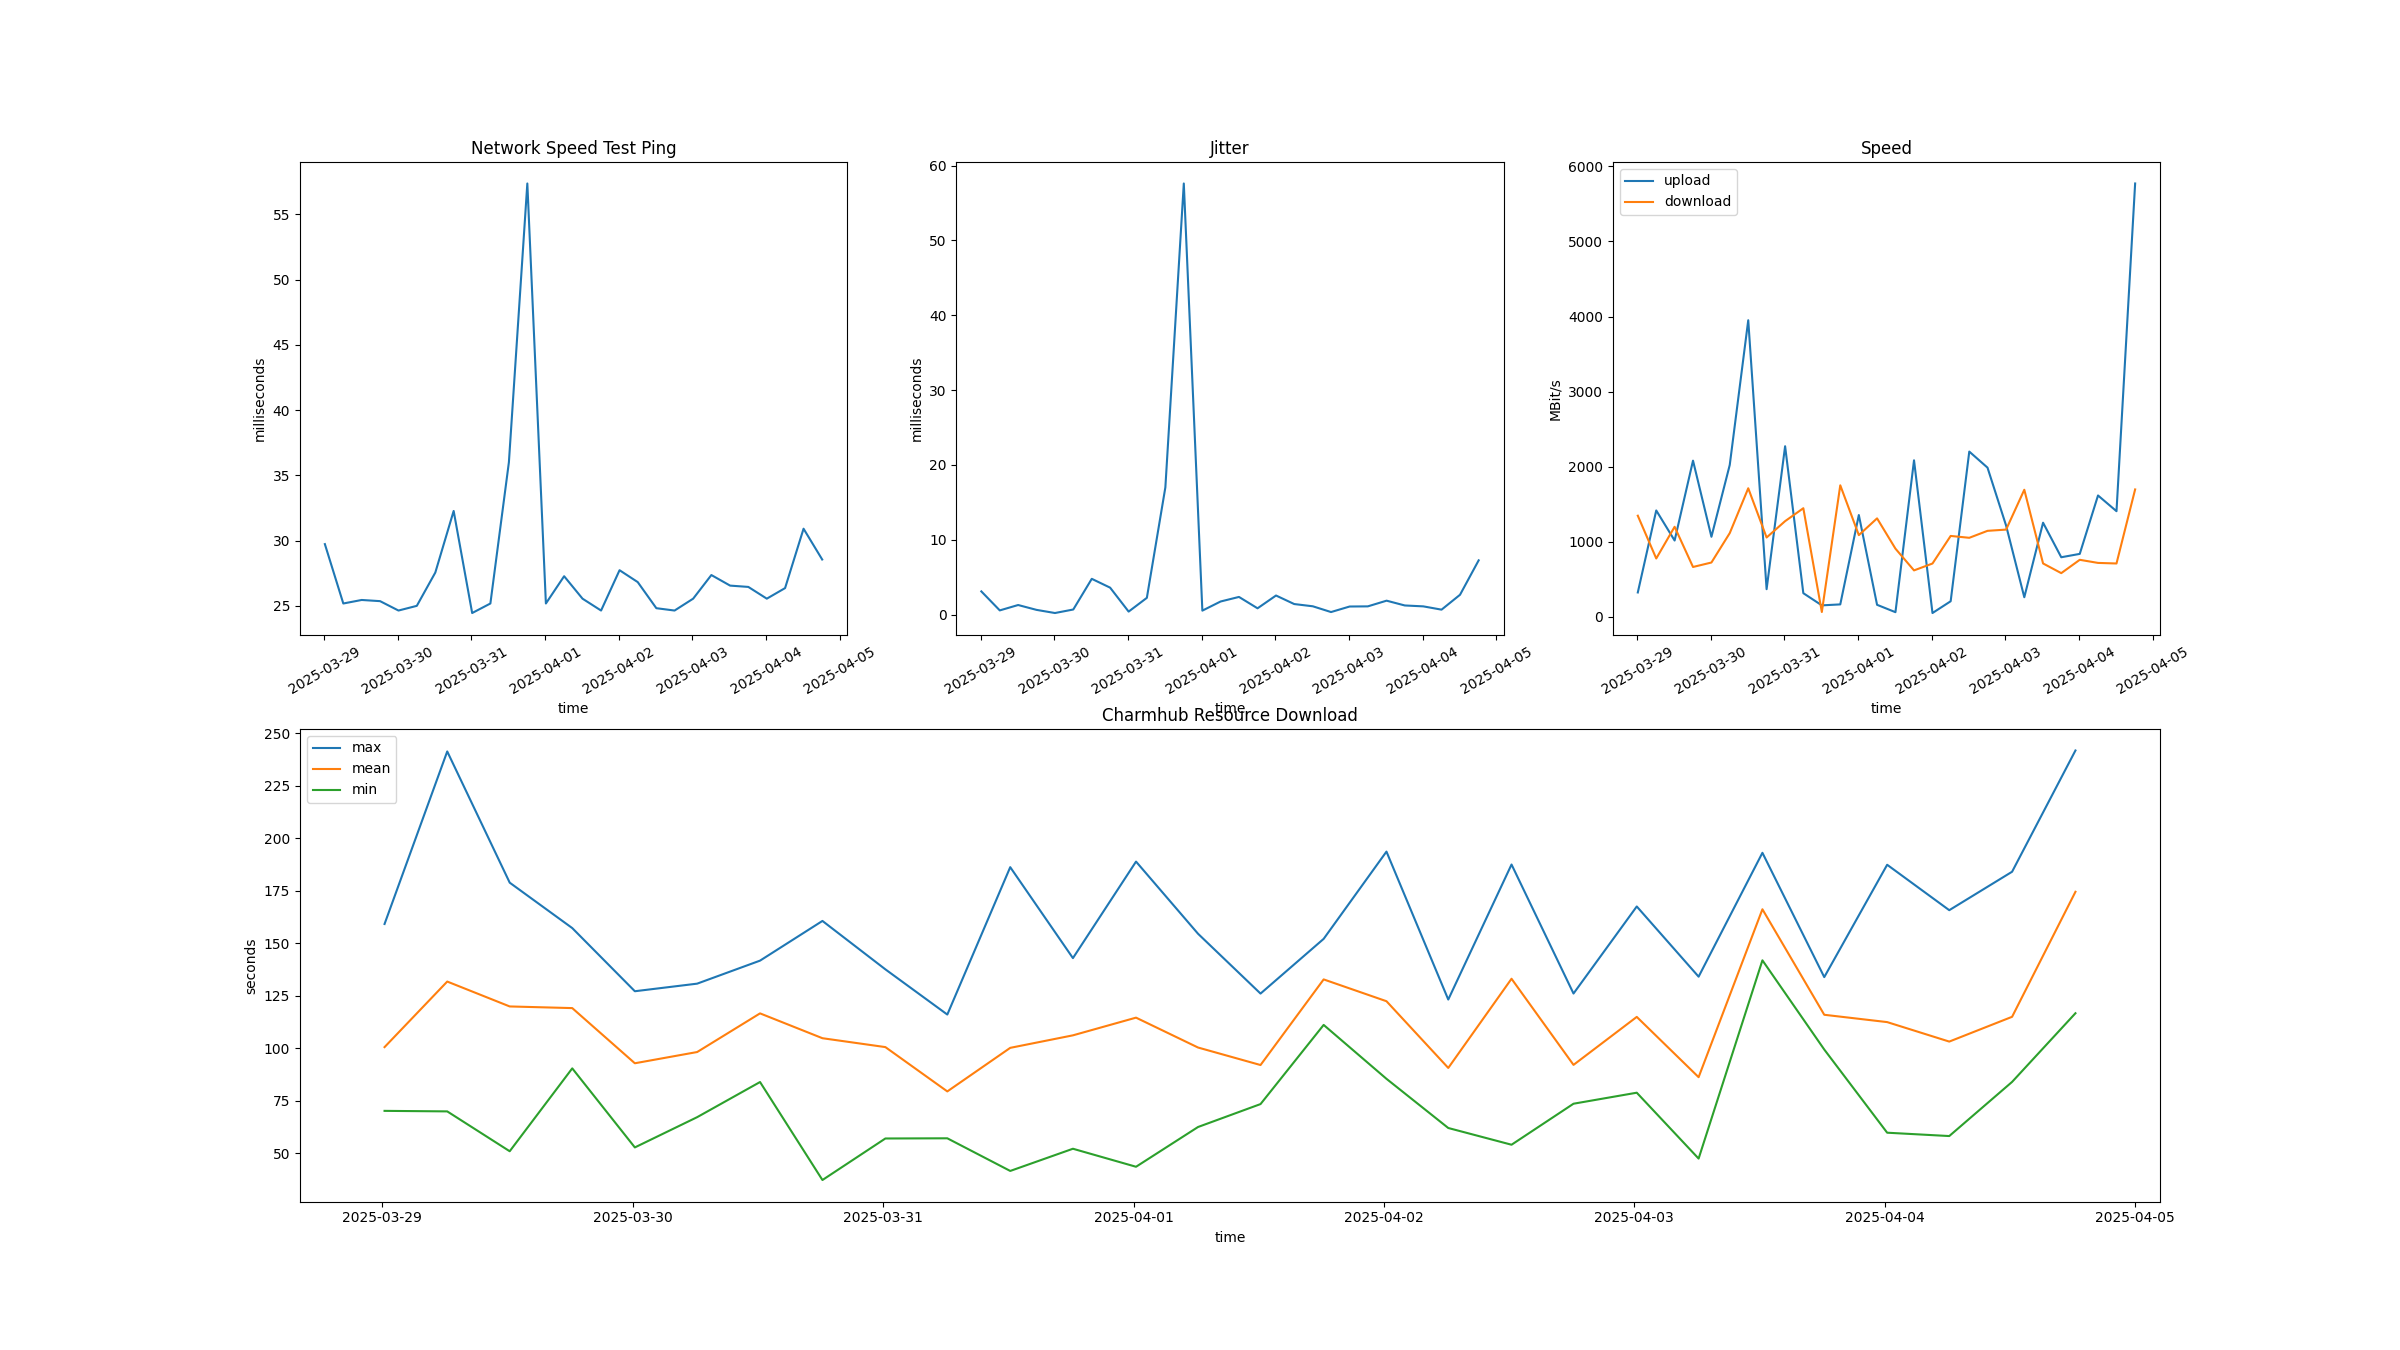 Network Speed Test Ping
milliseconds
55
50
45
40
35
30
25
2025-03-29 2025-03-30 2025-03-31 2025-04-01 2025-04-02 2025-04-03 2025-04-04 2025-04-05
time
Jitter
milliseconds
60
50
40
30
20
10
0
2025-03-29 2025-03-30 2025-03-31 2025-04-01 2025-04-02 2025-04-03 2025-04-04 2025-04-05
time
Speed
upload
download
MBit/s
6000
5000
4000
3000
2000
1000
0
2025-03-29 2025-03-30 2025-03-31 2025-04-01 2025-04-02 2025-04-03 2025-04-04 2025-04-05
time
Charmhub Resource Download
max
mean
min
seconds
250
225
200
175
150
125
100
75
50
2025-03-29 2025-03-30 2025-03-31 2025-04-01 2025-04-02 2025-04-03 2025-04-04 2025-04-05
time